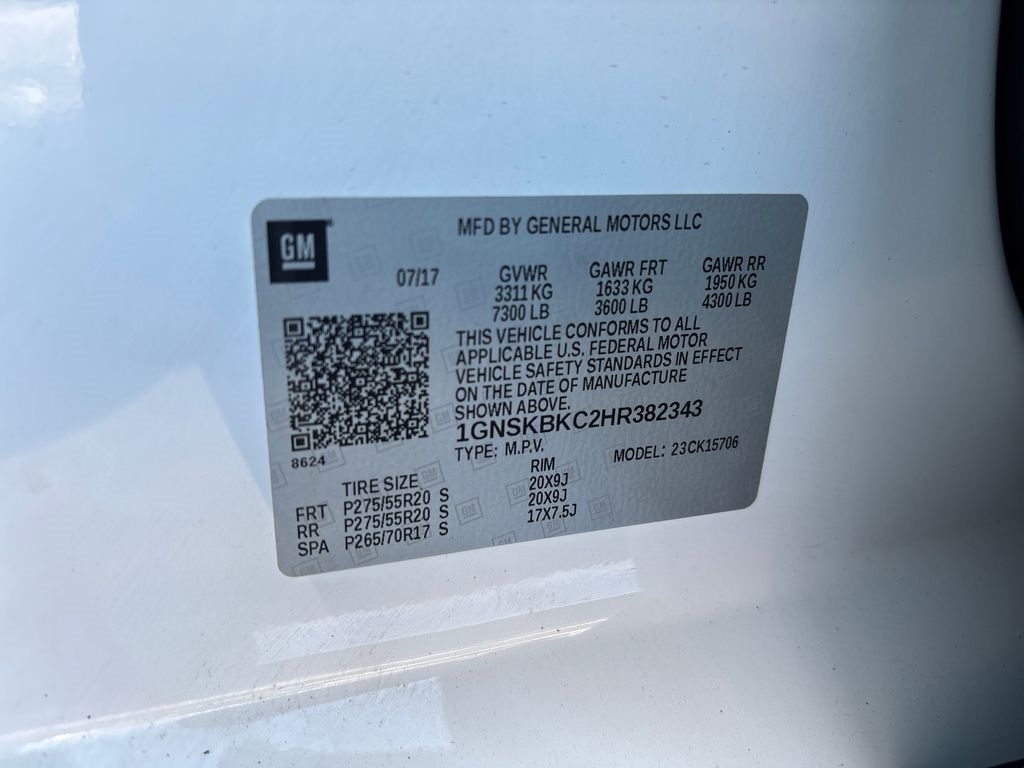 GM
MFD BY GENERAL MOTORS LLC
07/17
GVWR GAWR FRT GAWR RR
3311 KG 1633 KG 1950 KG
7300 LB 3600 LB 4300 LB
THIS VEHICLE CONFORMS TO ALL
APPLICABLE U.S. FEDERAL MOTOR
VEHICLE SAFETY STANDARDS IN EFFECT
ON THE DATE OF MANUFACTURE
SHOWN ABOVE.
1GNSKBKC2HR382343
8624
TYPE: M.P.V. MODEL: 23CK15706
TIRE SIZE RIM
FRT P275/55R20 S 20X9J
RR P275/55R20 S 20X9J
SPA P265/70R17 S 17X7.5J